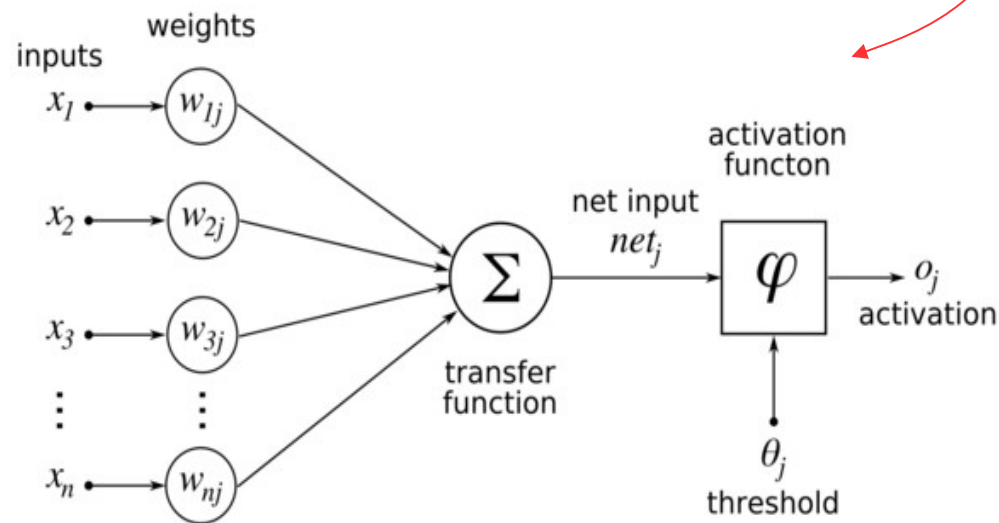 weights
inputs
x1
w1j
activation
functon
x2
w2j
net input
netj
Σ
φ
oj
activation
x3
w3j
transfer
function
⋮
⋮
θj
xn
wnj
threshold